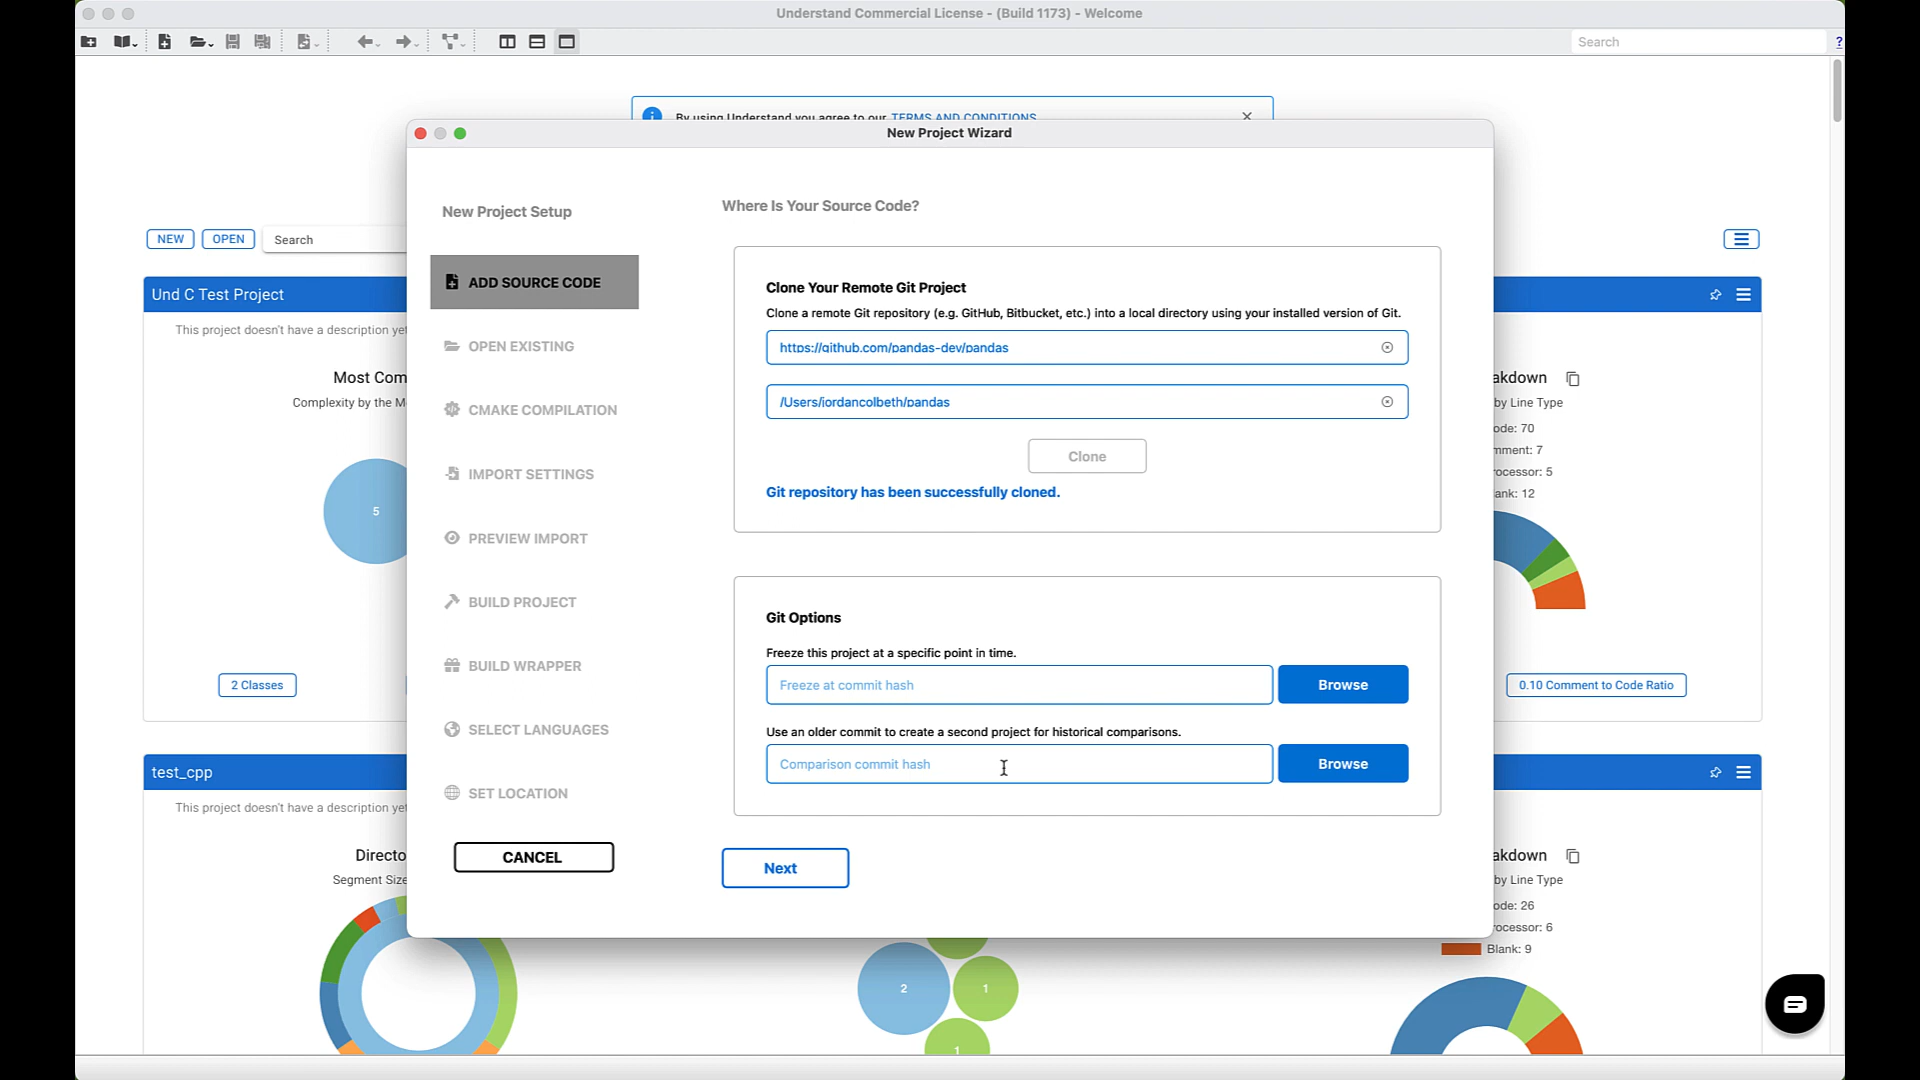 Understand Commercial License - (Build 1173) - Welcome
Search
?
By using Understand you agree to our TERMS AND CONDITIONS
New Project Wizard
New Project Setup
ADD SOURCE CODE
OPEN EXISTING
CMAKE COMPILATION
IMPORT SETTINGS
PREVIEW IMPORT
BUILD PROJECT
BUILD WRAPPER
SELECT LANGUAGES
SET LOCATION
CANCEL
Where Is Your Source Code?
Clone Your Remote Git Project
Clone a remote Git repository (e.g. GitHub, Bitbucket, etc.) into a local directory using your installed version of Git.
https://github.com/pandas-dev/pandas
/Users/jordancolbeth/pandas
Clone
Git repository has been successfully cloned.
Git Options
Freeze this project at a specific point in time.
Freeze at commit hash
Browse
Use an older commit to create a second project for historical comparisons.
Comparison commit hash
Browse
Next
NEW
OPEN
Search
Und C Test Project
This project doesn't have a description yet
Most Com
Complexity by the M
5
2 Classes
akdown
by Line Type
ode: 70
mment: 7
rocessor: 5
ank: 12
0.10 Comment to Code Ratio
test_cpp
This project doesn't have a description yet
Directo
Segment Size
2
1
1
akdown
by Line Type
ode: 26
rocessor: 6
Blank: 9